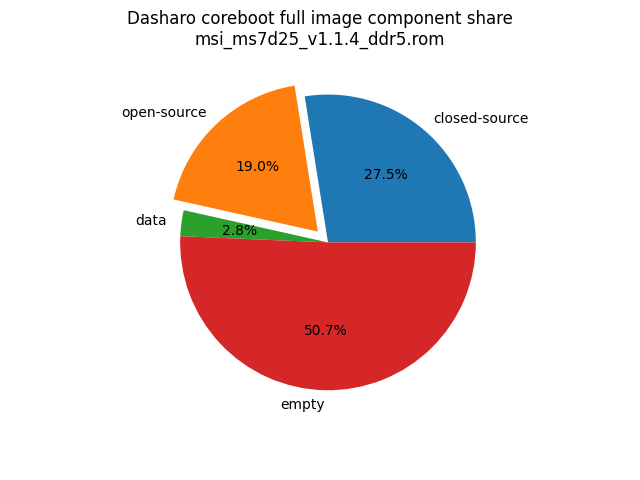 Dasharo coreboot full image component share
msi_ms7d25_v1.1.4_ddr5.rom
open-source
closed-source
19.0%
27.5%
data
2.8%
50.7%
empty